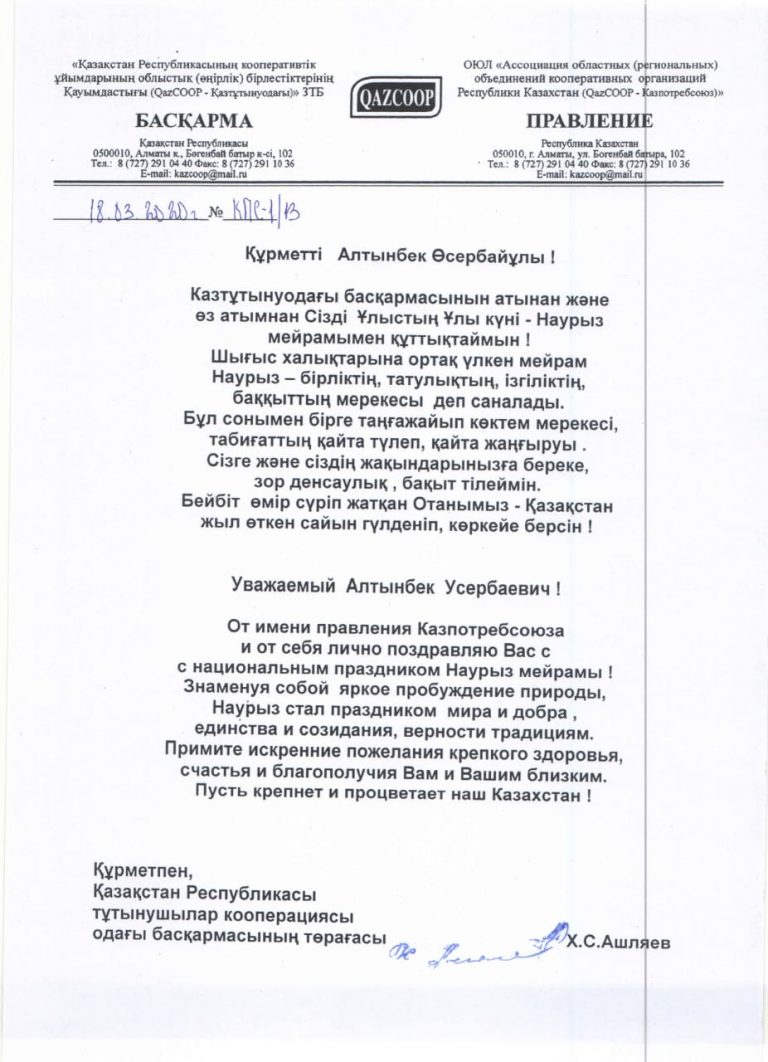 «Қазақстан Республикасының кооперативтік
ұйымдарының облыстык (өңірлік) бірлестіктерінің
Қауымдастығы (QazCOOP - Қазтұтынуодағы)» ЗТБ
БАСҚАРМА
Қазақстан Республикасы
0500010, Алматы к., Бөгенбай батыр к-сі, 102
Тел.: 8 (727) 291 04 40 Факс: 8 (727) 291 10 36
E-mail: kazcoop@mail.ru
QAZCOOP
ОЮЛ «Ассоциация областных (региональных)
объединений кооперативных организаций
Республики Казахстан (QazCOOP - Казпотребсоюз)»
ПРАВЛЕНИЕ
Республика Казахстан
050010, г. Алматы, ул. Богенбай батыра, 102
Тел.: 8 (727) 291 04 40 Факс: 8 (727) 291 10 36
E-mail: kazcoop@mail.ru
18.03 2020г № КПС-1/13
Құрметті Алтынбек Өсербайұлы !
Казтұтынуодағы басқармасынын атынан және
өз атымнан Сізді Ұлыстың Ұлы күні - Наурыз
мейрамымен құттықтаймын !
Шығыс халықтарына ортақ үлкен мейрам
Наурыз – бірліктің, татулықтың, ізгіліктің,
баққыттың мерекесы деп саналады.
Бұл сонымен бірге таңғажайып көктем мерекесі,
табиғаттың қайта түлеп, қайта жаңғыруы .
Сізге және сіздің жақындарынызға береке,
зор денсаулық , бақыт тілеймін.
Бейбіт өмір сүріп жатқан Отанымыз - Қазақстан
жыл өткен сайын гүлденіп, көркейе берсін !
Уважаемый Алтынбек Усербаевич !
От имени правления Казпотребсоюза
и от себя лично поздравляю Вас с
с национальным праздником Наурыз мейрамы !
Знаменуя собой яркое пробуждение природы,
Наурыз стал праздником мира и добра ,
единства и созидания, верности традициям.
Примите искренние пожелания крепкого здоровья,
счастья и благополучия Вам и Вашим близким.
Пусть крепнет и процветает наш Казахстан !
Құрметпен,
Қазақстан Республикасы
тұтынушылар кооперациясы
одағы басқармасының төрағасы
Х.С.Ашляев